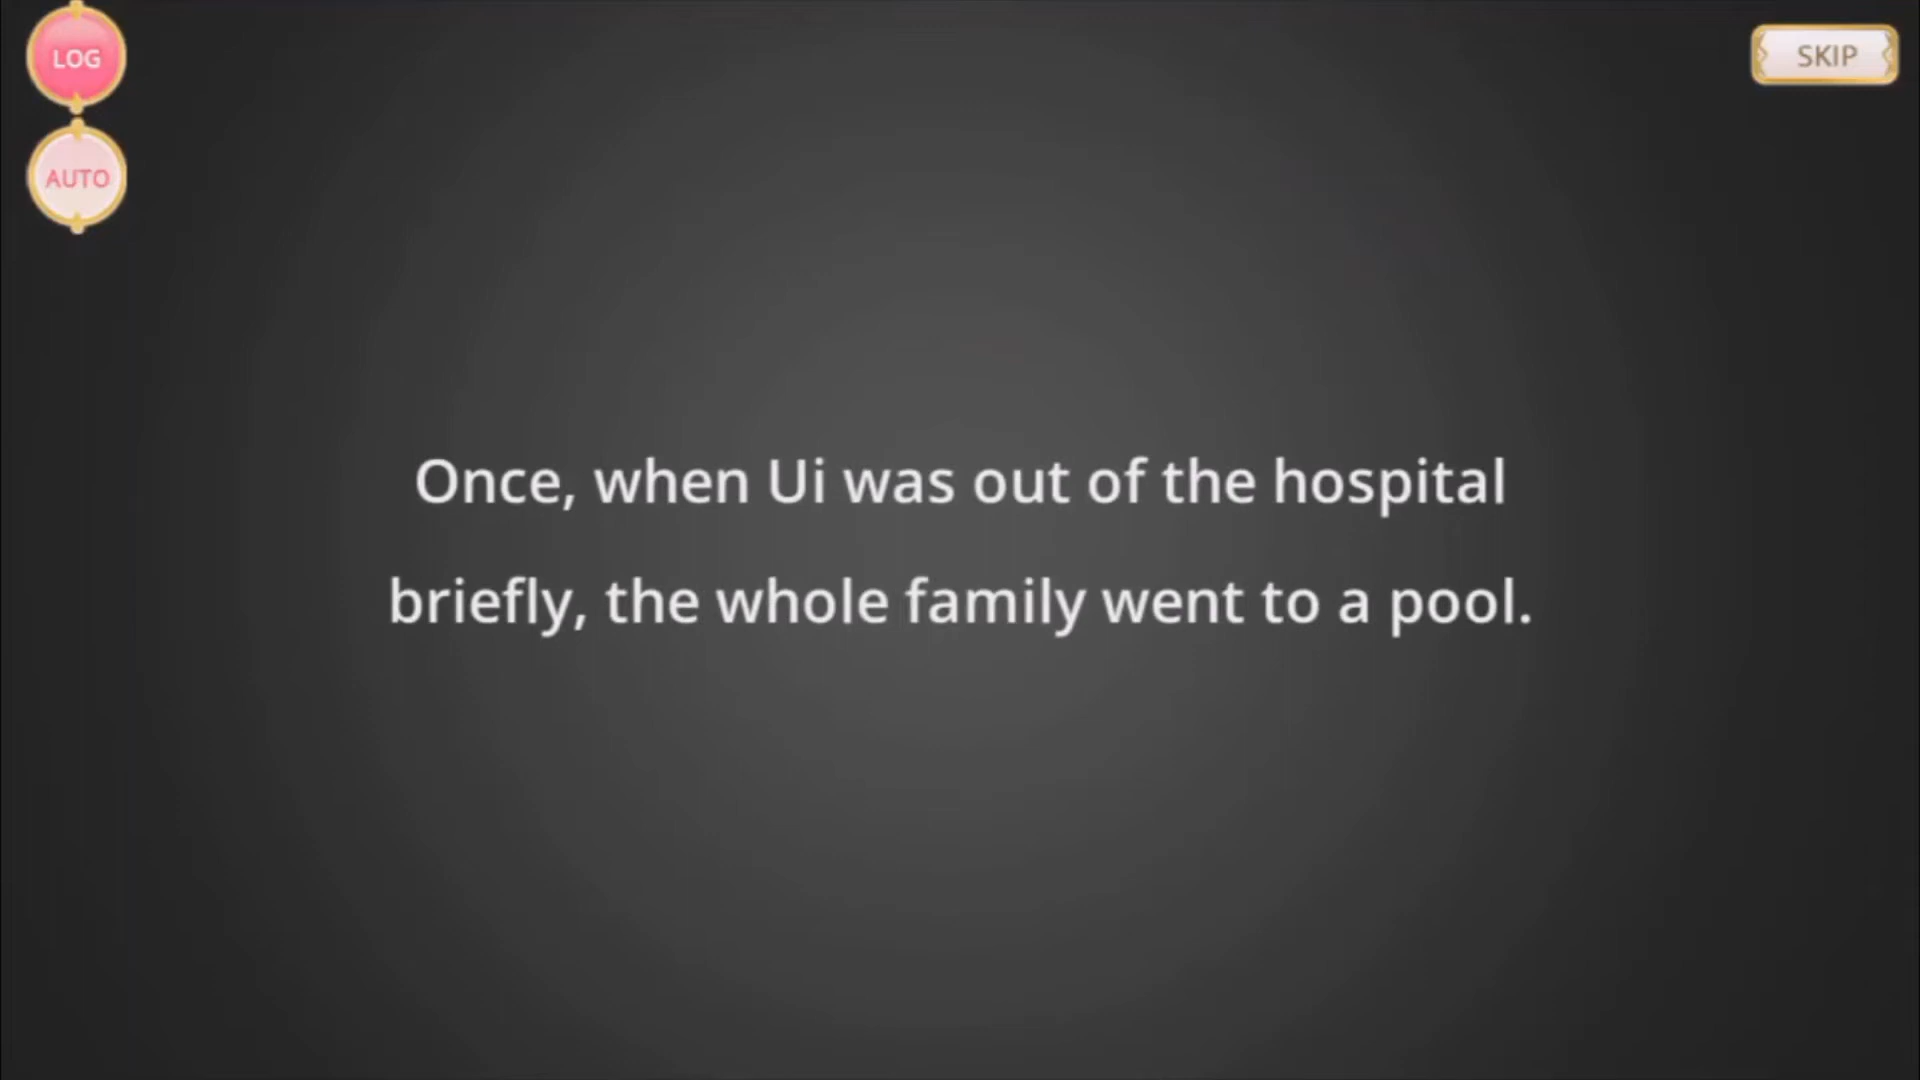 LOG
SKIP
AUTO
Once, when Ui was out of the hospital
briefly, the whole family went to a pool.